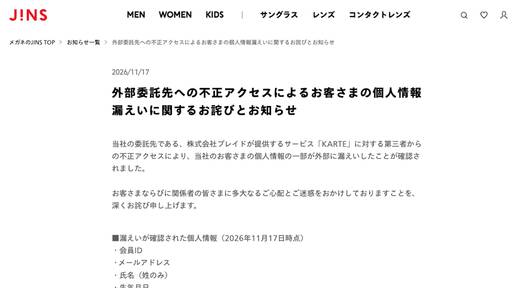 J!NS
MEN WOMEN KIDS | サングラス レンズ コンタクトレンズ
メガネのJINS TOP > お知らせ一覧 > 外部委託先への不正アクセスによるお客さまの個人情報漏えいに関するお詫びとお知らせ
2026/11/17
外部委託先への不正アクセスによるお客さまの個人情報
漏えいに関するお詫びとお知らせ
当社の委託先である、株式会社プレイドが提供するサービス「KARTE」に対する第三者から
の不正アクセスにより、当社のお客さまの個人情報の一部が外部に漏えいしたことが確認さ
れました。
お客さまならびに関係者の皆さまに多大なるご心配とご迷惑をおかけしておりますことを、
深くお詫び申し上げます。
■漏えいが確認された個人情報（2026年11月17日時点）
・会員ID
・メールアドレス
・氏名（姓のみ）
・生年月日